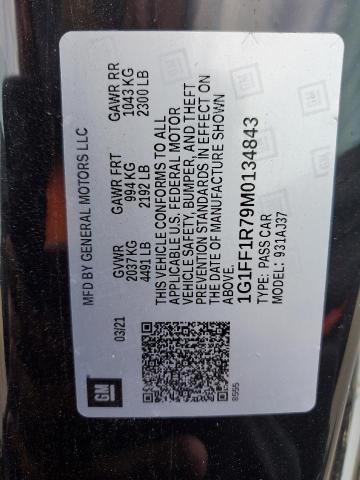 MFD BY GENERAL MOTORS LLC
03/21
GVWR GAWR FRT GAWR RR
2037 KG 994 KG 1043 KG
4491 LB 2192 LB 2300 LB
THIS VEHICLE CONFORMS TO ALL
APPLICABLE U.S. FEDERAL MOTOR
VEHICLE SAFETY, BUMPER, AND THEFT
PREVENTION STANDARDS IN EFFECT ON
THE DATE OF MANUFACTURE SHOWN
ABOVE
1G1FF1R79M0134843
TYPE: PASS CAR
MODEL: 931AJ37
GM
8555